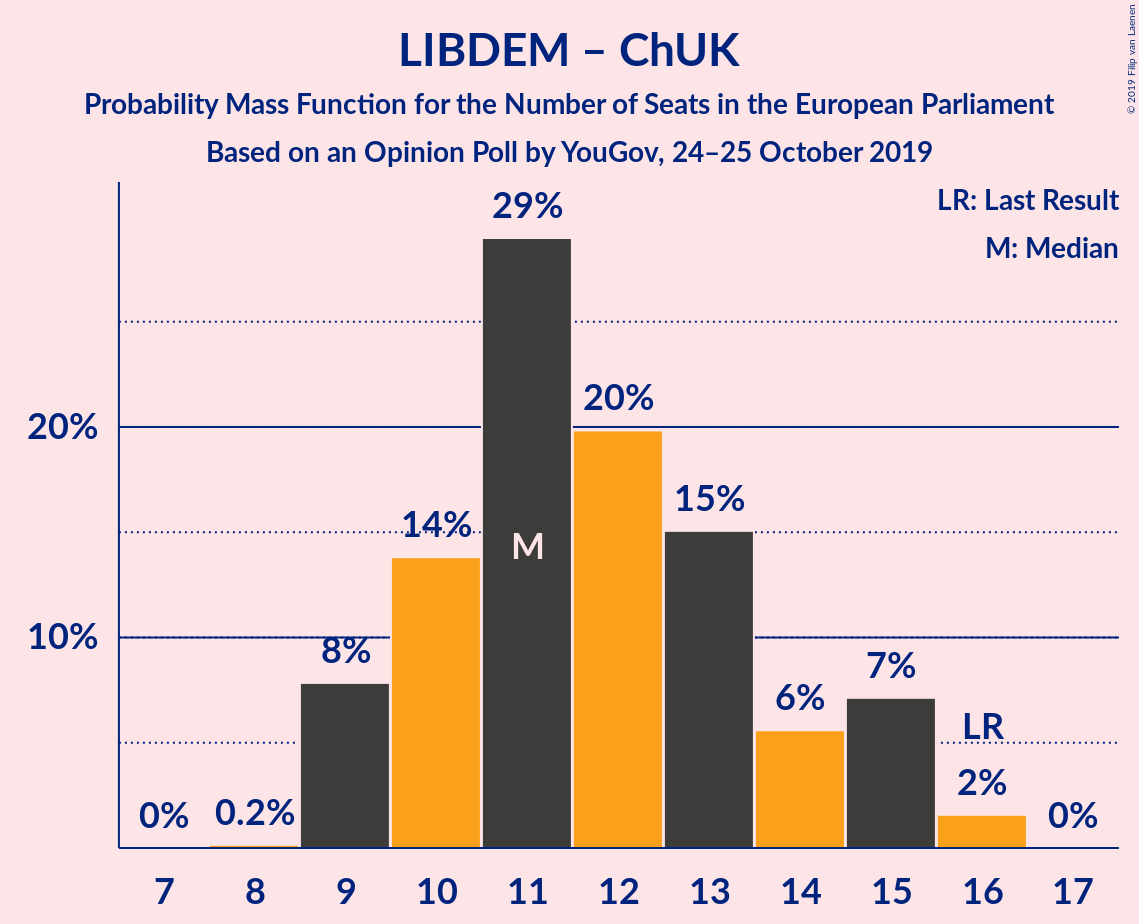 LIBDEM – ChUK
Probability Mass Function for the Number of Seats in the European Parliament
Based on an Opinion Poll by YouGov, 24–25 October 2019
© 2019 Filip van Laenen
LR: Last Result
M: Median
20%
10%
0%
0.2%
8%
14%
29%
M
20%
15%
6%
7%
LR
2%
0%
7 8 9 10 11 12 13 14 15 16 17